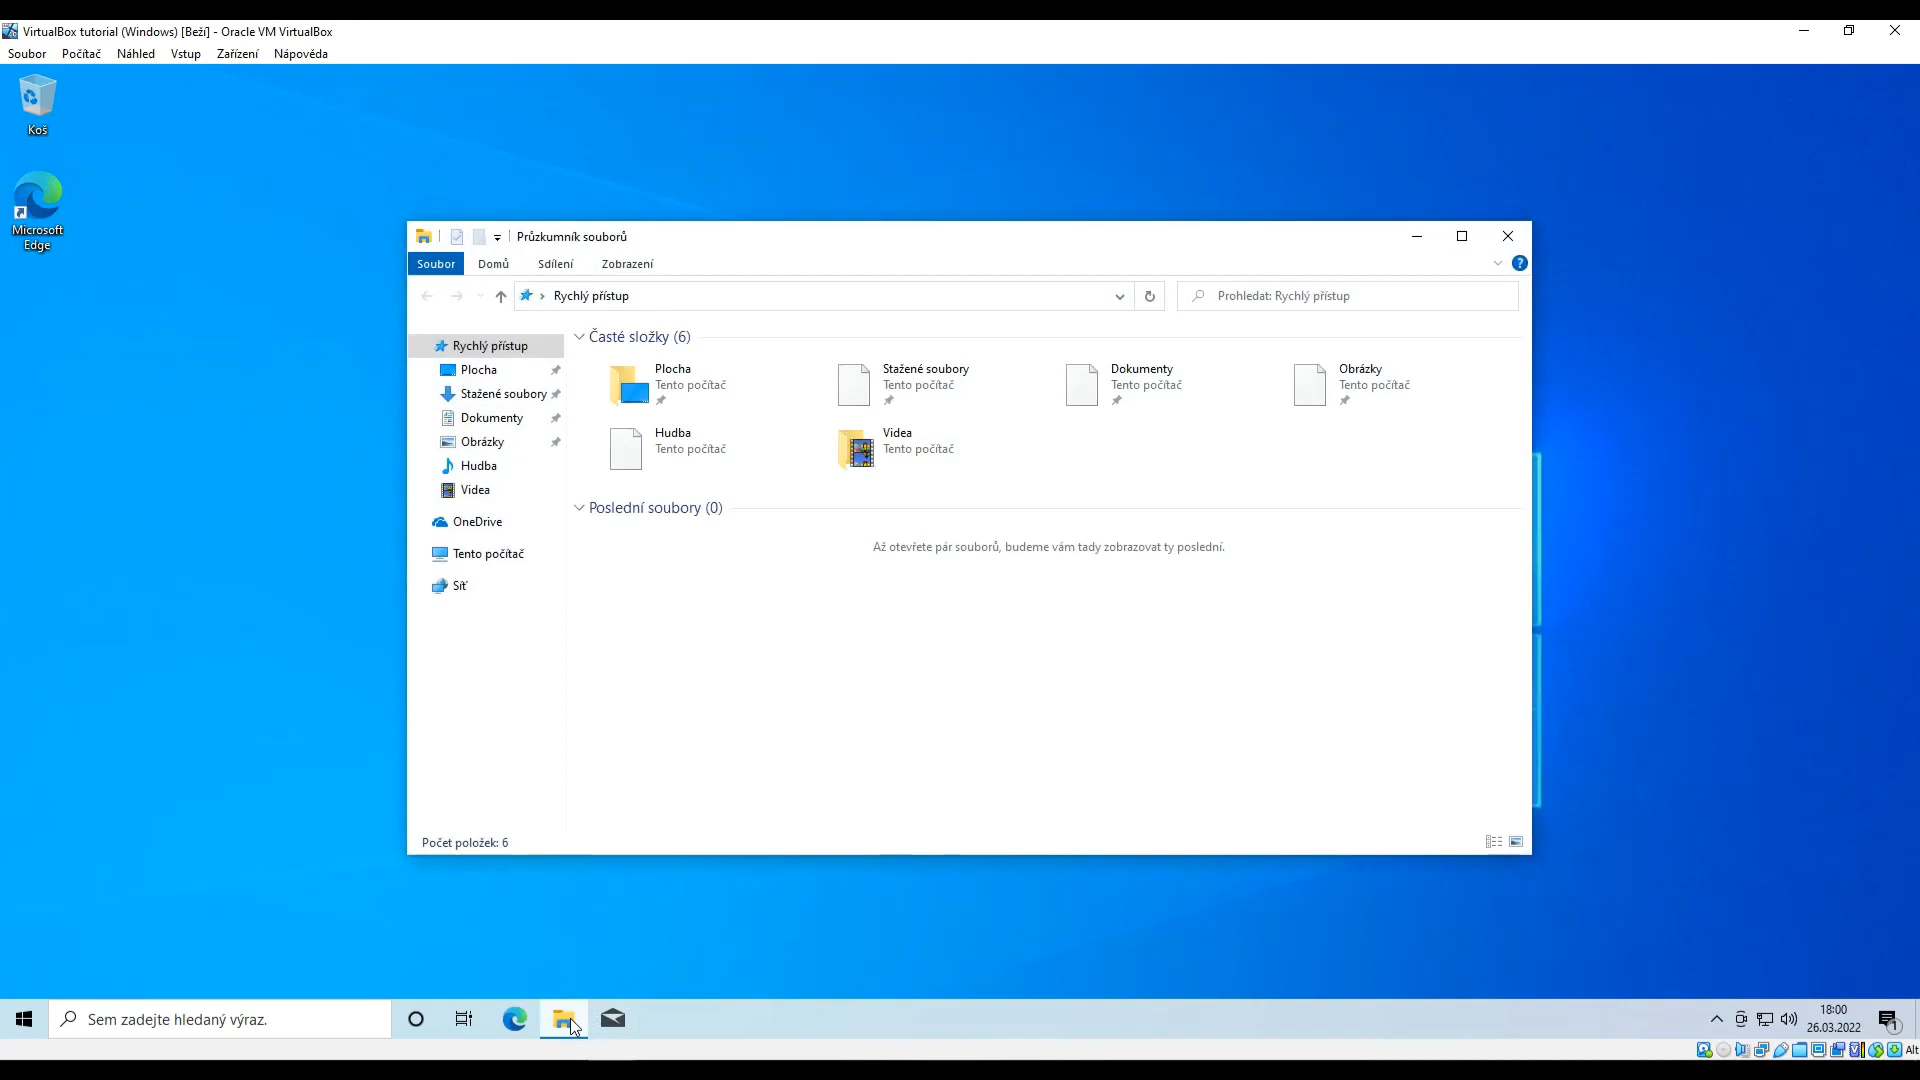 VirtualBox tutorial (Windows) [Beží] - Oracle VM VirtualBox
Soubor Počítač Náhled Vstup Zařízení Nápověda
Koš
Microsoft
Edge
Průzkumník souborů
Soubor Domů Sdílení Zobrazení
Rychlý přístup
Prohledat: Rychlý přístup
Rychlý přístup
Plocha
Stažené soubory
Dokumenty
Obrázky
Hudba
Videa
OneDrive
Tento počítač
Síť
Časté složky (6)
Plocha
Tento počítač
Stažené soubory
Tento počítač
Dokumenty
Tento počítač
Obrázky
Tento počítač
Hudba
Tento počítač
Videa
Tento počítač
Poslední soubory (0)
Až otevřete pár souborů, budeme vám tady zobrazovat ty poslední.
Počet položek: 6
Sem zadejte hledaný výraz.
18:00
26.03.2022
1
Alt